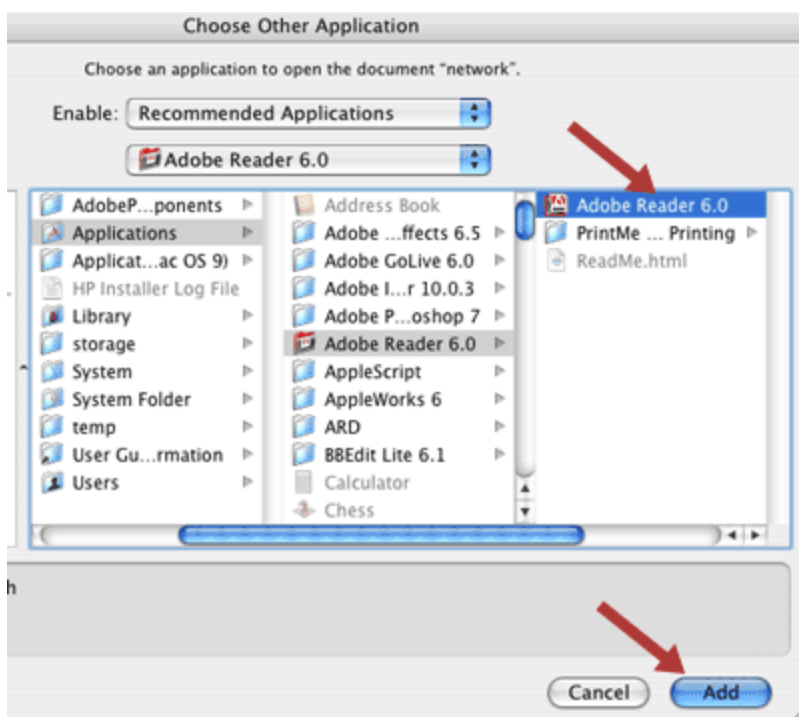 Choose Other Application
Choose an application to open the document “network”.
Enable: Recommended Applications
Adobe Reader 6.0
AdobeP...ponents
Applications
Applicat...ac OS 9)
HP Installer Log File
Library
storage
System
System Folder
temp
User Gu...rmation
Users
Address Book
Adobe ...ffects 6.5
Adobe GoLive 6.0
Adobe I...r 10.0.3
Adobe P...oshop 7
Adobe Reader 6.0
AppleScript
AppleWorks 6
ARD
BBEdit Lite 6.1
Calculator
Chess
Adobe Reader 6.0
PrintMe ... Printing
ReadMe.html
h
Cancel
Add